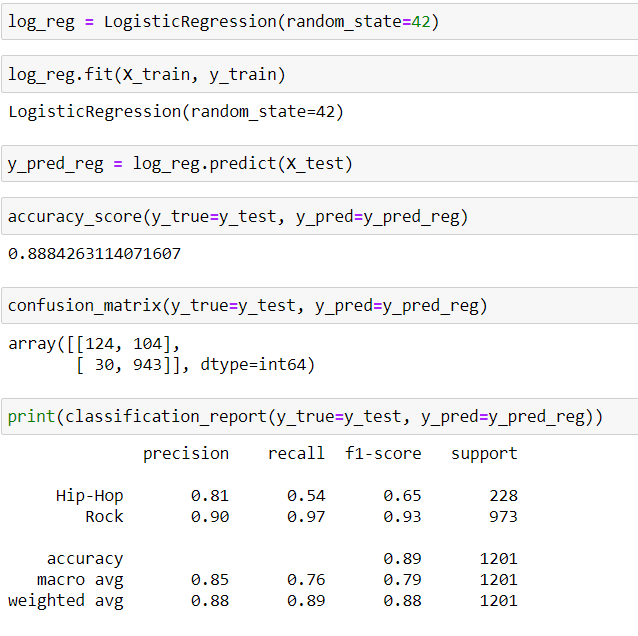 log_reg = LogisticRegression(random_state=42)
log_reg.fit(X_train, y_train)
LogisticRegression(random_state=42)
y_pred_reg = log_reg.predict(X_test)
accuracy_score(y_true=y_test, y_pred=y_pred_reg)
0.8884263114071607
confusion_matrix(y_true=y_test, y_pred=y_pred_reg)
array([[124, 104],
       [ 30, 943]], dtype=int64)
print(classification_report(y_true=y_test, y_pred=y_pred_reg))
              precision    recall  f1-score   support
     Hip-Hop       0.81      0.54      0.65       228
        Rock       0.90      0.97      0.93       973
    accuracy                           0.89      1201
   macro avg       0.85      0.76      0.79      1201
weighted avg       0.88      0.89      0.88      1201